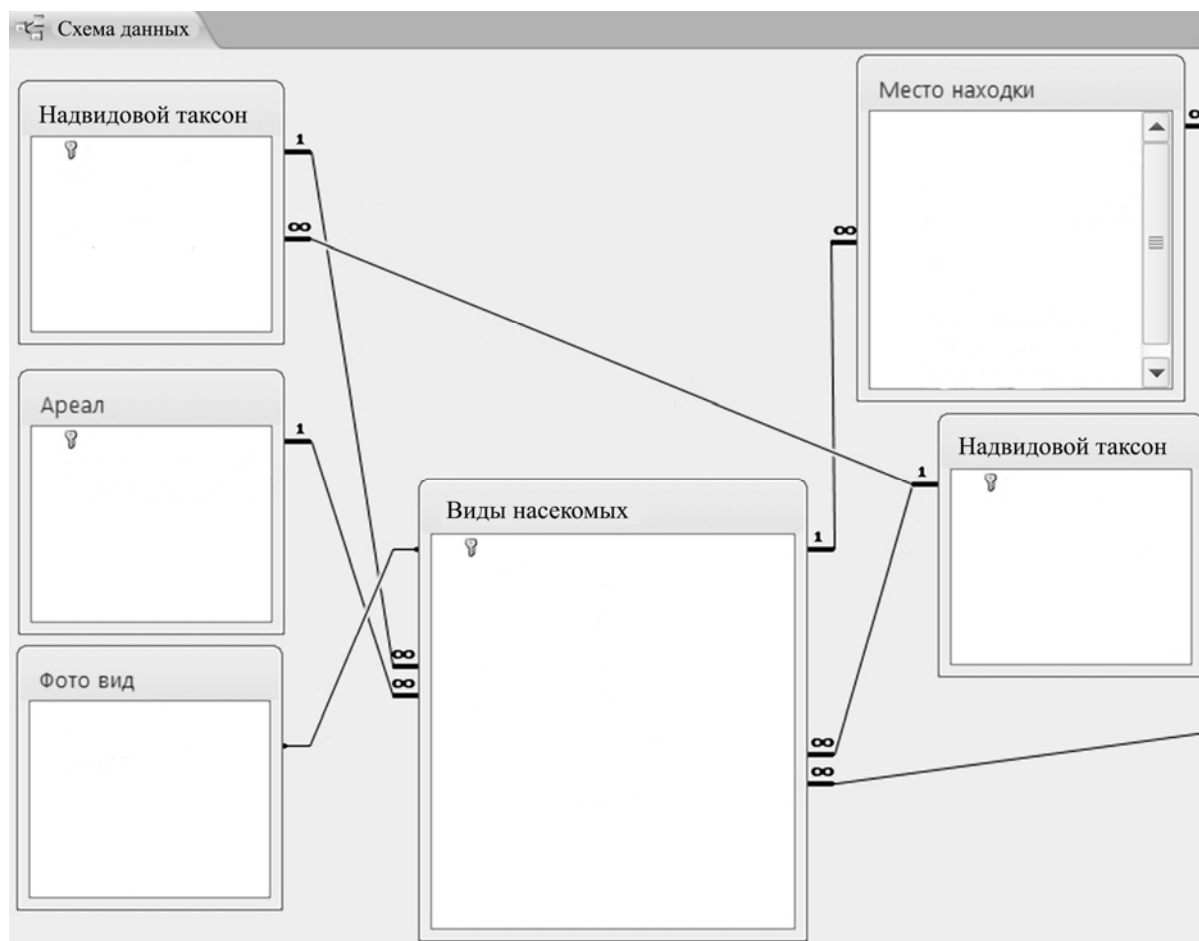 Схема данных
Надвидовой таксон
1
∞
Место находки
∞
∞
Ареал
1
Надвидовой таксон
1
Виды насекомых
1
∞
∞
Фото вид
∞
∞